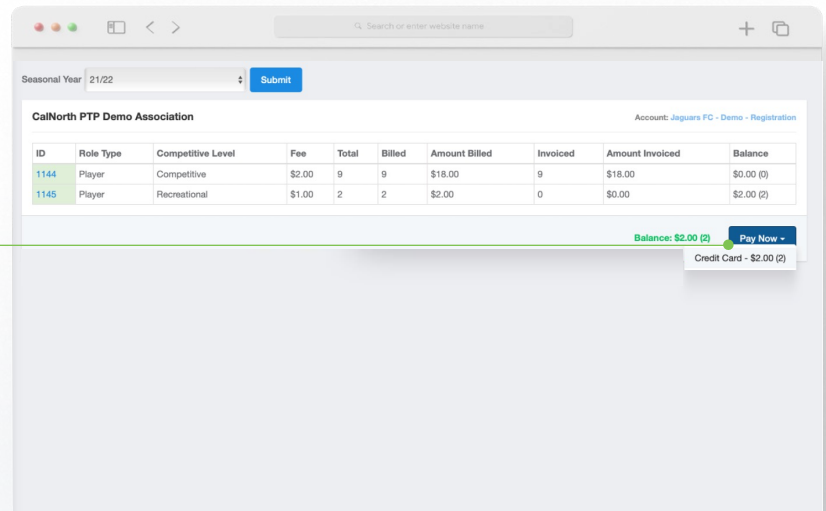 Search or enter website name
Seasonal Year 21/22 Submit
CalNorth PTP Demo Association Account: Jaguars FC - Demo - Registration
ID Role Type Competitive Level Fee Total Billed Amount Billed Invoiced Amount Invoiced Balance
1144 Player Competitive $2.00 9 9 $18.00 9 $18.00 $0.00 (0)
1145 Player Recreational $1.00 2 2 $2.00 0 $0.00 $2.00 (2)
Balance: $2.00 (2) Pay Now
Credit Card - $2.00 (2)